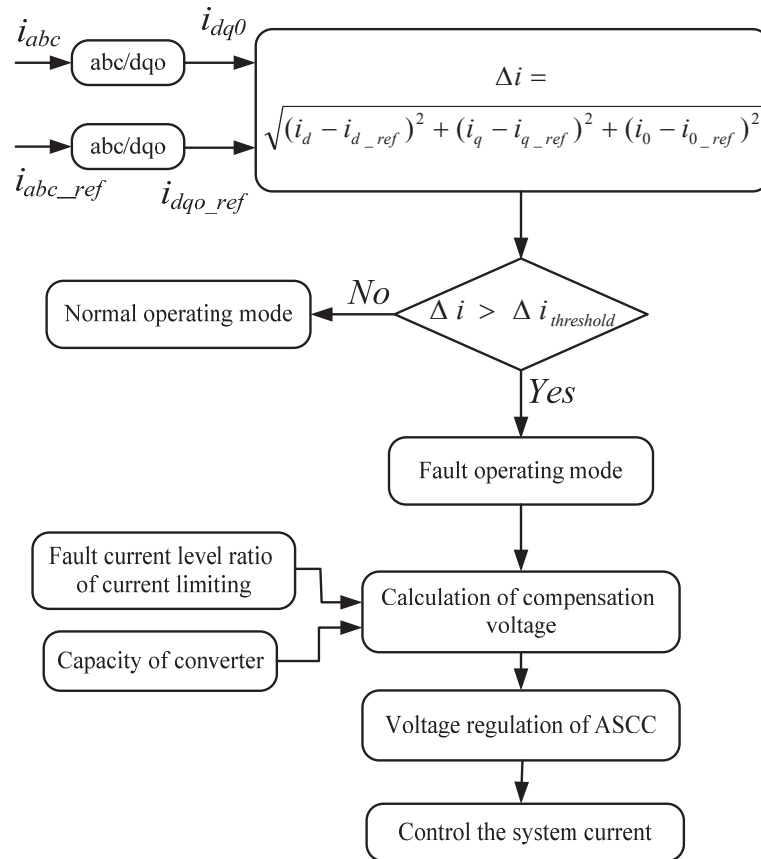 i_abc
abc/dqo
i_dq0
i_abc_ref
abc/dqo
i_dqo_ref
Δi =
√(i_d − i_d_ref)² + (i_q − i_q_ref)² + (i_0 − i_0_ref)²
Δ i > Δ i_threshold
No
Normal operating mode
Yes
Fault operating mode
Fault current level ratio
of current limiting
Capacity of converter
Calculation of compensation
voltage
Voltage regulation of ASCC
Control the system current